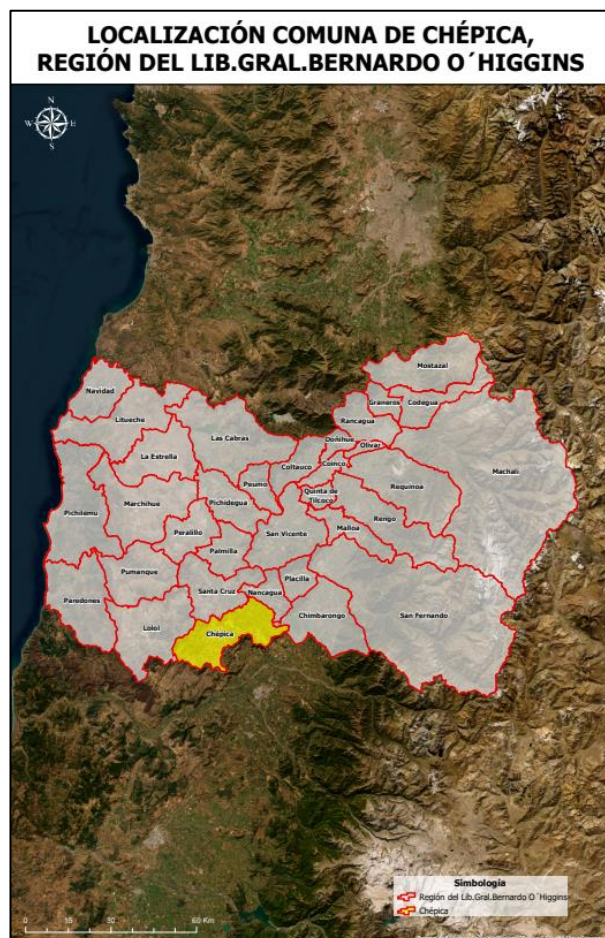 LOCALIZACIÓN COMUNA DE CHÉPICA,
REGIÓN DEL LIB.GRAL.BERNARDO O´HIGGINS
N
W E
S
Mostazal
Navidad
Graneros Codegua
Litueche
Rancagua
Las Cabras
Doñihue
Olivar
La Estrella
Coltauco
Coinco
Machalí
Peumo
Requinoa
Quinta de
Tilcoco
Marchihue
Pichidegua
Pichilemu
Rengo
Malloa
Peralillo
San Vicente
Palmilla
Pumanque
Placilla
Santa Cruz
Nancagua
Paredones
Chimbarongo
San Fernando
Lolol
Chépica
Simbología
Región del Lib.Gral.Bernardo O´Higgins
Chépica
0 15 30 60 Km